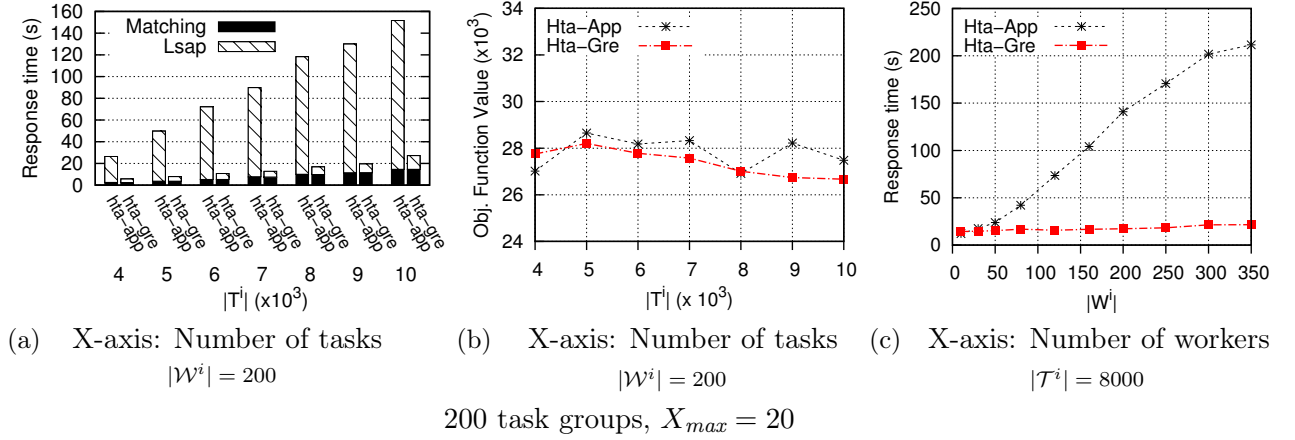 Response time (s)
160
140
120
100
80
60
40
20
0
Matching
Lsap
hta-app
hta-gre
hta-app
hta-gre
hta-app
hta-gre
hta-app
hta-gre
hta-app
hta-gre
hta-app
hta-gre
hta-app
hta-gre
4 5 6 7 8 9 10
|T^i| (x10^3)
(a) X-axis: Number of tasks
|𝒲^i| = 200
Obj. Function Value (x10^3)
34
32
30
28
26
24
Hta-App
Hta-Gre
4 5 6 7 8 9 10
|T^i| (x 10^3)
(b) X-axis: Number of tasks
|𝒲^i| = 200
Response time (s)
250
200
150
100
50
0
Hta-App
Hta-Gre
0 50 100 150 200 250 300 350
|W^i|
(c) X-axis: Number of workers
|𝒯^i| = 8000
200 task groups, X_max = 20